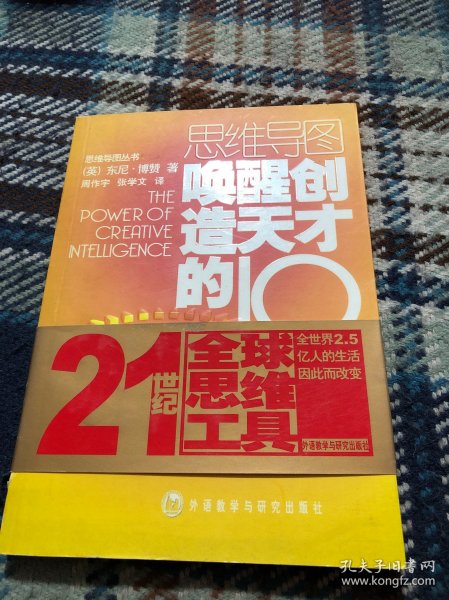 思维导图
思维导图丛书
(英) 东尼·博赞 著
周作宇 张学文 译
THE
POWER OF
CREATIVE
INTELLIGENCE
唤醒创
造天才
的10
21
世纪
全球
思维
工具
全世界2.5
亿人的生活
因此而改变
外语教学与研究出版社
外语教学与研究出版社
孔夫子旧书网
www.kongfz.com